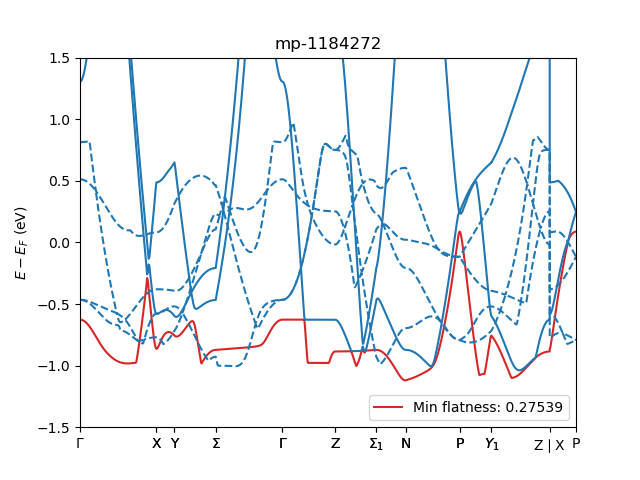 mp-1184272
E − E_F (eV)
1.5
1.0
0.5
0.0
−0.5
−1.0
−1.5
Min flatness: 0.27539
Γ X Y Σ Γ Z Σ₁ N P Y₁ Z | X P